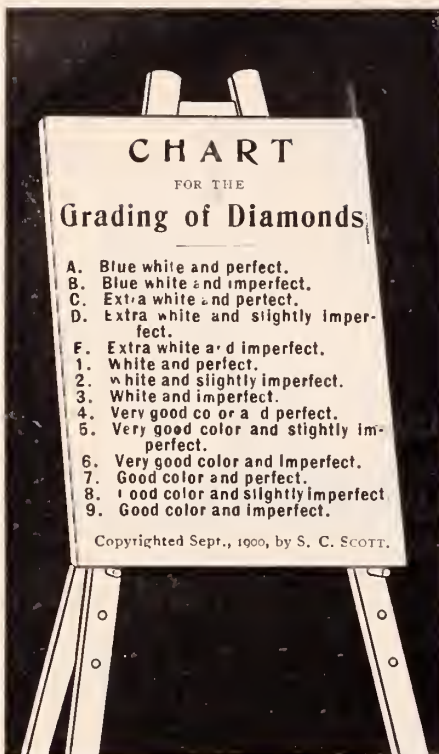 CHART
FOR THE
Grading of Diamonds
A. Blue white and perfect.
B. Blue white and imperfect.
C. Extra white and perfect.
D. Extra white and slightly imper-
fect.
F. Extra white and imperfect.
1. White and perfect.
2. White and slightly imperfect.
3. White and imperfect.
4. Very good color and perfect.
5. Very good color and slightly im-
perfect.
6. Very good color and Imperfect.
7. Good color and perfect.
8. Good color and slightly imperfect
9. Good color and imperfect.
Copyrighted Sept., 1900, by S. C. SCOTT.